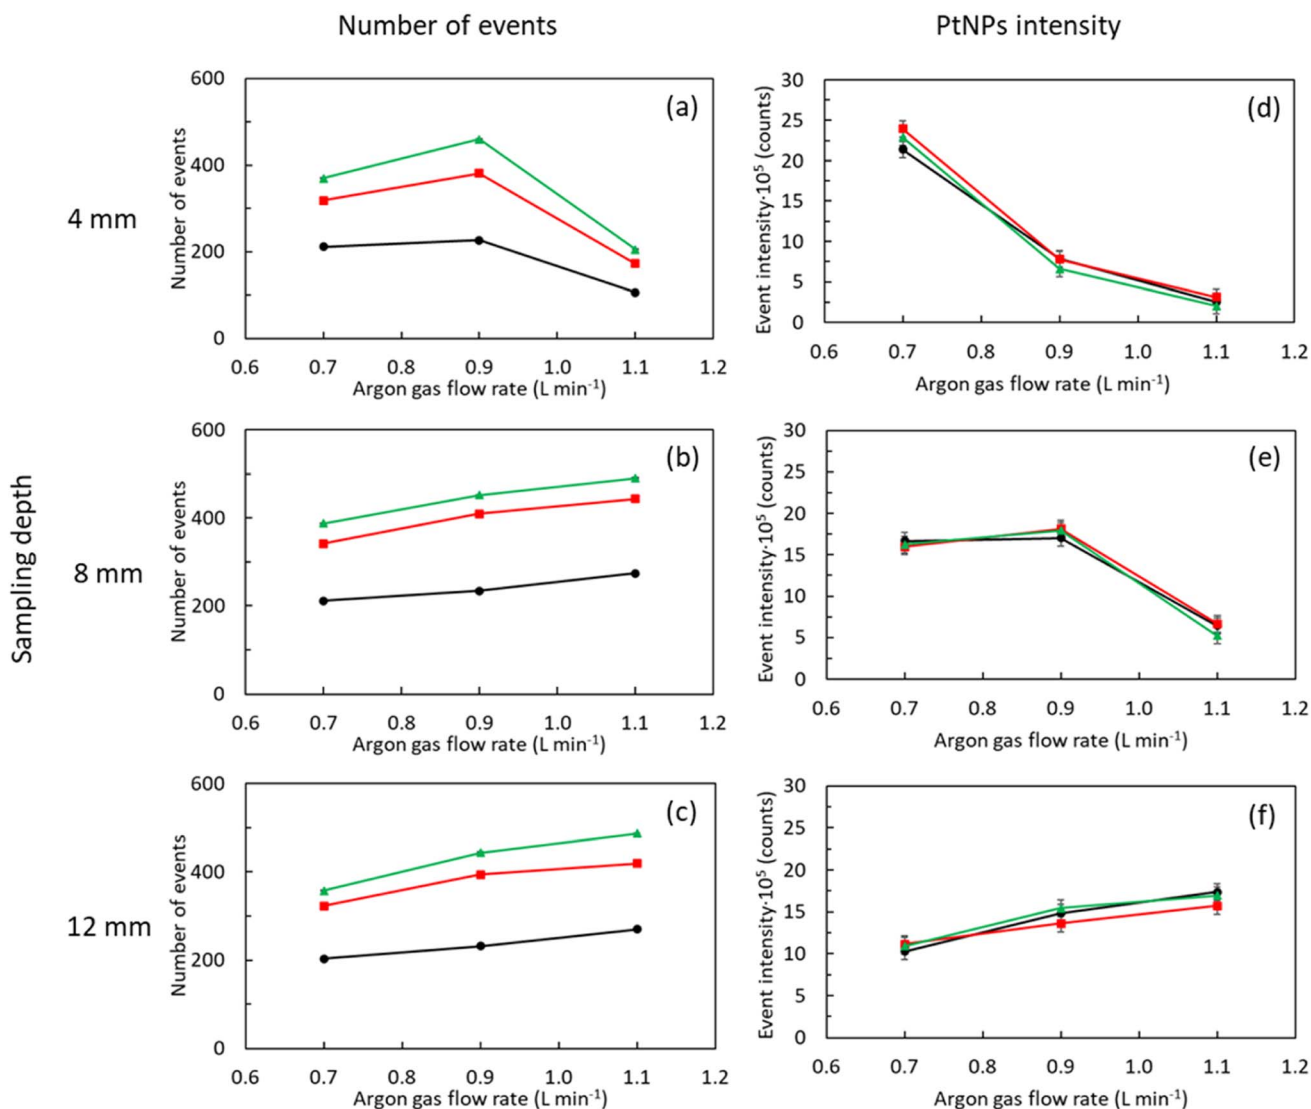 Number of events
PtNPs intensity
Sampling depth
4 mm
(a)
Number of events
600
400
200
0
0.6 0.7 0.8 0.9 1.0 1.1 1.2
Argon gas flow rate (L min⁻¹)
(d)
Event intensity·10⁵ (counts)
30
25
20
15
10
5
0
0.6 0.7 0.8 0.9 1.0 1.1 1.2
Argon gas flow rate (L min⁻¹)
8 mm
(b)
Number of events
600
400
200
0
0.6 0.7 0.8 0.9 1.0 1.1 1.2
Argon gas flow rate (L min⁻¹)
(e)
Event intensity·10⁵ (counts)
30
25
20
15
10
5
0
0.6 0.7 0.8 0.9 1.0 1.1 1.2
Argon gas flow rate (L min⁻¹)
12 mm
(c)
Number of events
600
400
200
0
0.6 0.7 0.8 0.9 1.0 1.1 1.2
Argon gas flow rate (L min⁻¹)
(f)
Event intensity·10⁵ (counts)
30
25
20
15
10
5
0
0.6 0.7 0.8 0.9 1.0 1.1 1.2
Argon gas flow rate (L min⁻¹)